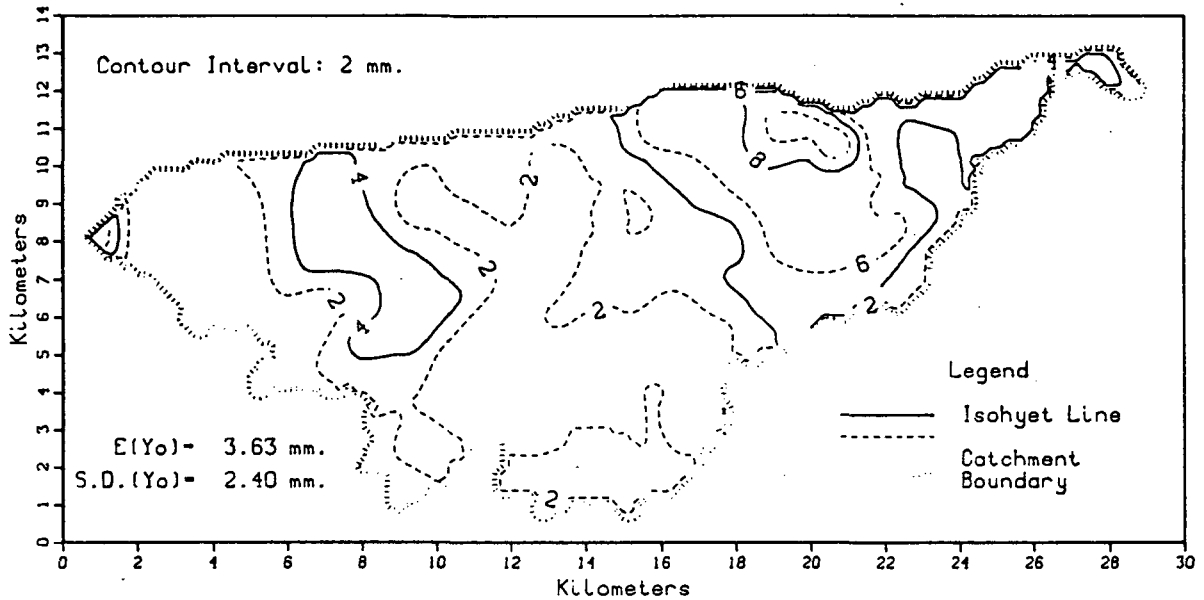 Contour Interval: 2 mm.
14
13
12
11
10
9
8
7
6
5
4
3
2
1
0
Kilometers
4
6
8
4
2
2
2
4
2
6
2
2
E(Yo)= 3.63 mm.
S.D.(Yo)= 2.40 mm.
Legend
Isohyet Line
Catchment
Boundary
0 2 4 6 8 10 12 14 16 18 20 22 24 26 28 30
Kilometers